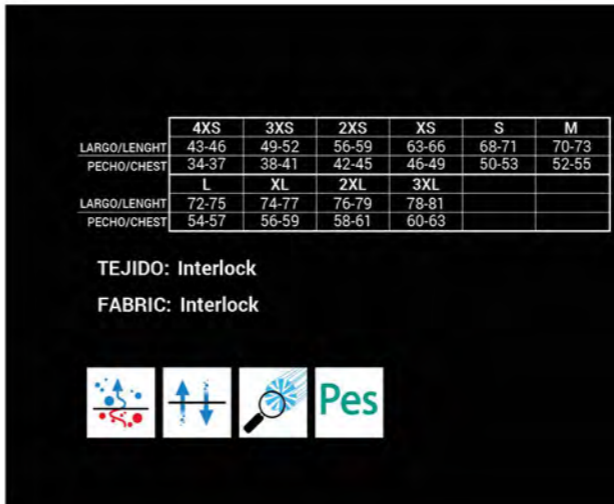 4XS 3XS 2XS XS S M
LARGO/LENGHT 43-46 49-52 56-59 63-66 68-71 70-73
PECHO/CHEST 34-37 38-41 42-45 46-49 50-53 52-55
L XL 2XL 3XL
LARGO/LENGHT 72-75 74-77 76-79 78-81
PECHO/CHEST 54-57 56-59 58-61 60-63
TEJIDO: Interlock
FABRIC: Interlock
Pes